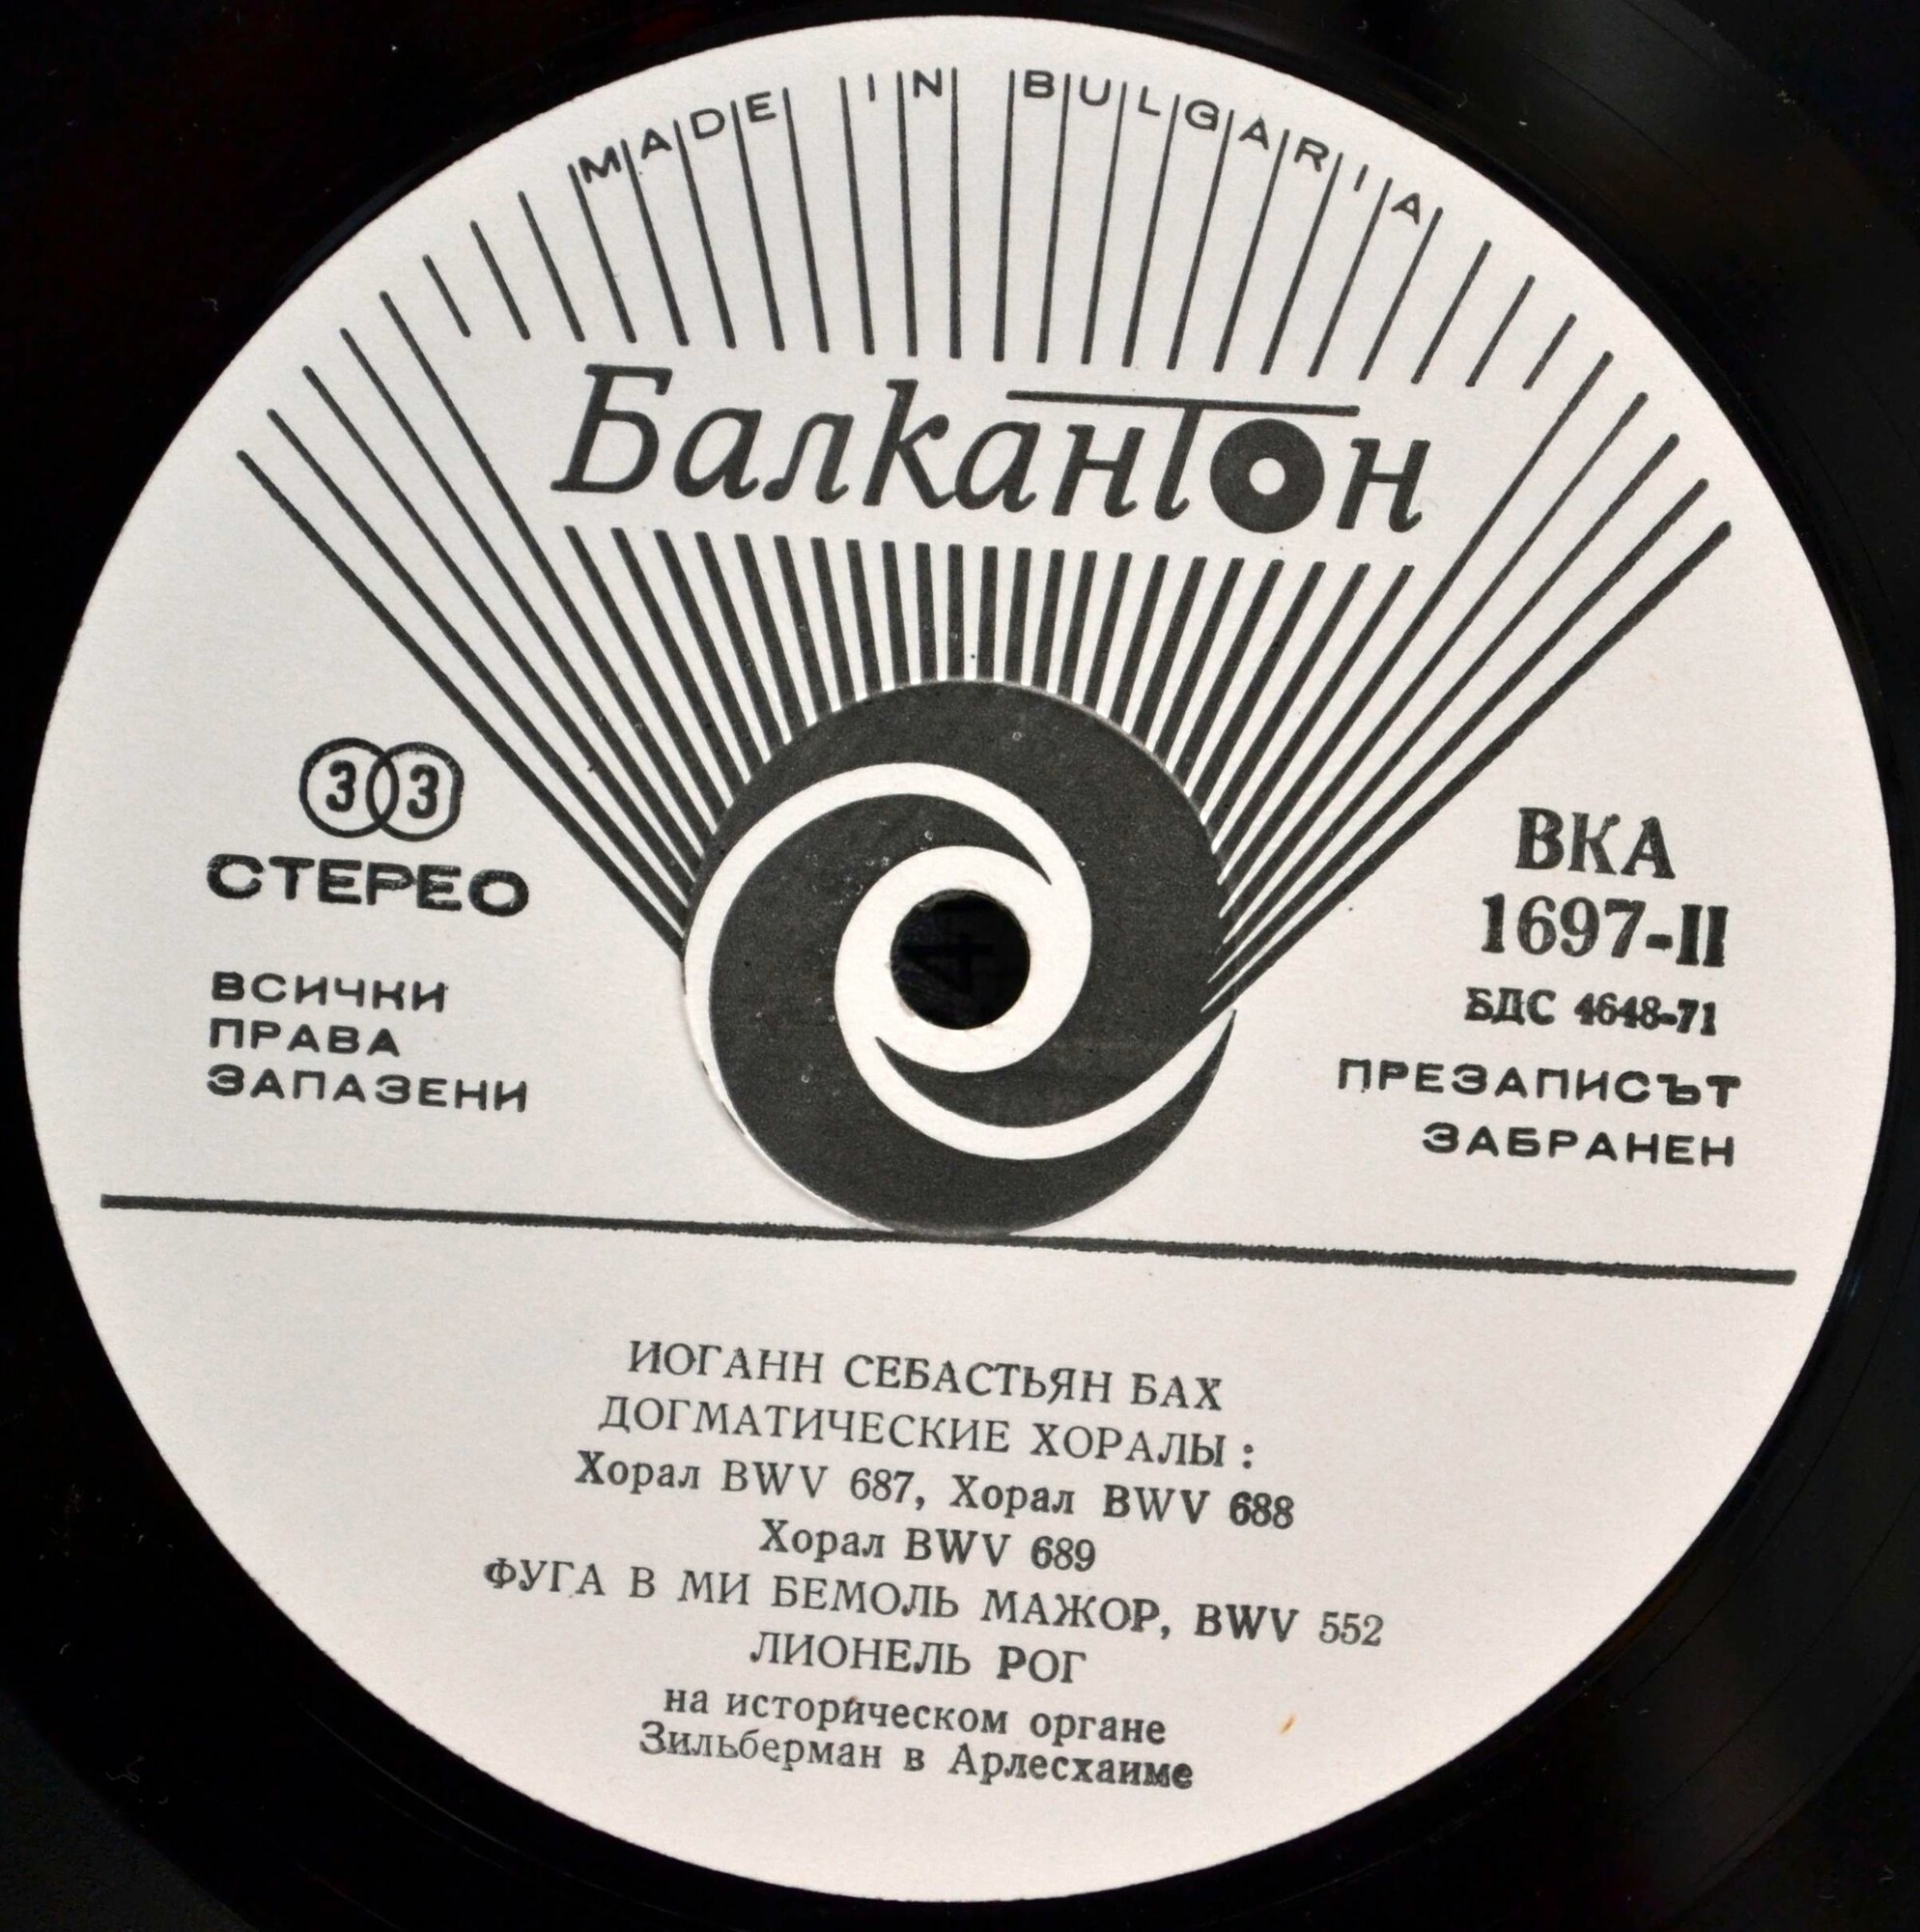 MADE IN BULGARIA
Балкантон
33
СТЕРЕО
ВСИЧКИ
ПРАВА
ЗАПАЗЕНИ
ВКА
1697-II
БДС 4648-71
ПРЕЗАПИСЪТ
ЗАБРАНЕН
ИОГАНН СЕБАСТЬЯН БАХ
ДОГМАТИЧЕСКИЕ ХОРАЛЫ :
Хорал BWV 687, Хорал BWV 688
Хорал BWV 689
ФУГА В МИ БЕМОЛЬ МАЖОР, BWV 552
ЛИОНЕЛЬ РОГ
на историческом органе
Зильберман в Арлесхаиме